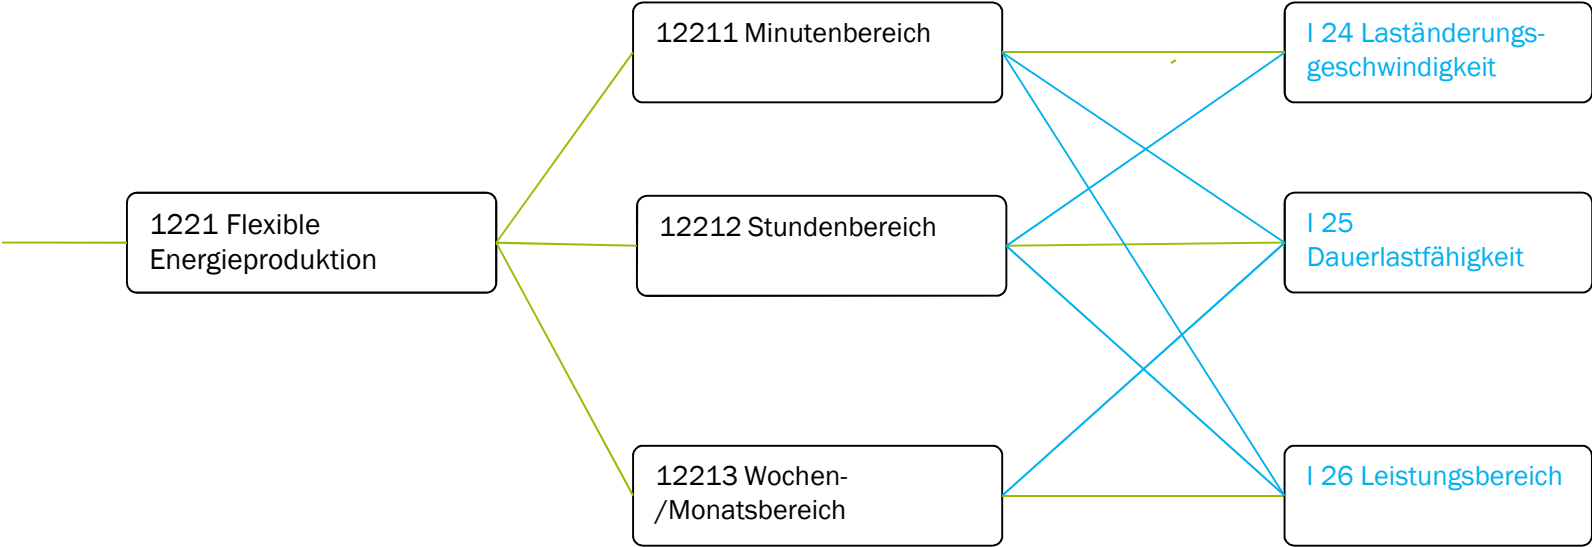 12211 Minutenbereich
I 24 Laständerungs-
geschwindigkeit
1221 Flexible
Energieproduktion
12212 Stundenbereich
I 25
Dauerlastfähigkeit
12213 Wochen-
/Monatsbereich
I 26 Leistungsbereich